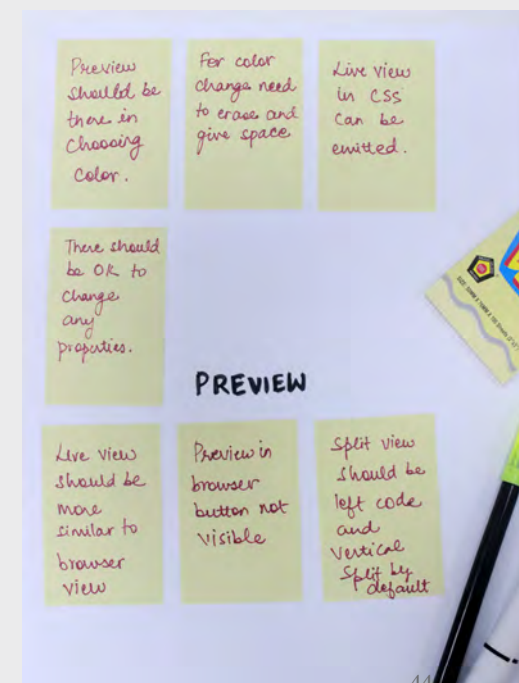 Preview
should be
there in
Choosing
Color.
For color
change need
to erase and
give space
Live view
in CSS
Can be
emitted.
There should
be OK to
change
any
properties.
PREVIEW
Live view
should be
more
similar to
browser
view
Preview in
browser
button not
visible
Split view
should be
left code
and
vertical
split by
default